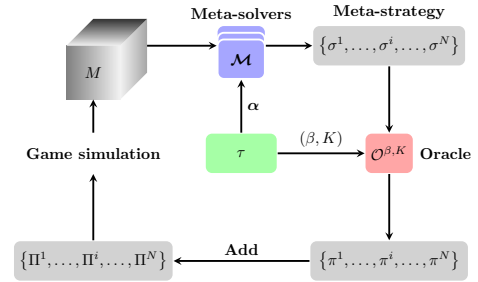 Meta-solvers
Meta-strategy
M
𝓜
{σ¹, …, σⁱ, …, σᴺ}
α
Game simulation
τ
(β, K)
𝒪^{β,K}
Oracle
{Π¹, …, Πⁱ, …, Πᴺ}
Add
{π¹, …, πⁱ, …, πᴺ}